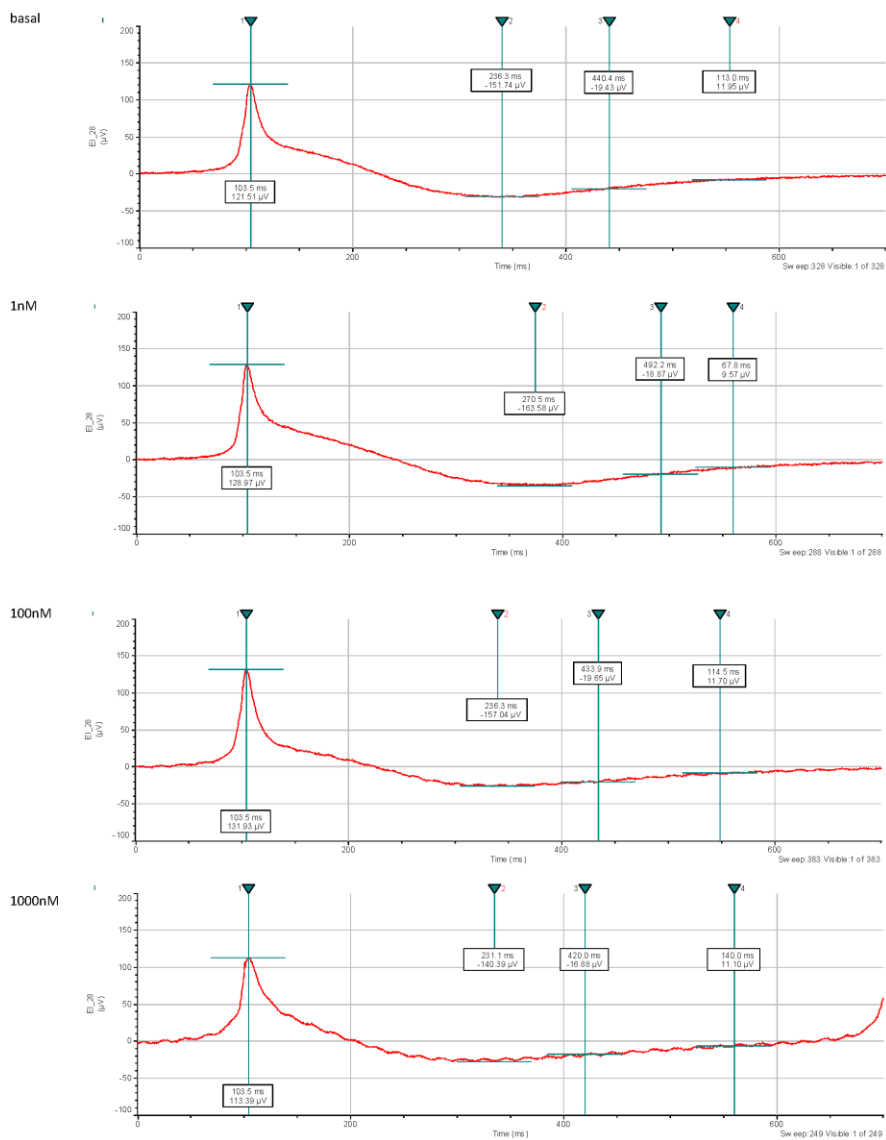 basal
1
2
3
4
200
150
100
50
0
-50
-100
EI_28
(µV)
236.3 ms
-151.74 µV
440.4 ms
-19.43 µV
113.0 ms
11.95 µV
103.5 ms
121.51 µV
0
200
400
600
Time (ms)
Sweep:328 Visible:1 of 328
1nM
1
2
3
4
200
150
100
50
0
-50
-100
EI_28
(µV)
492.2 ms
-18.87 µV
67.8 ms
9.57 µV
270.5 ms
-163.58 µV
103.5 ms
128.97 µV
0
200
400
600
Time (ms)
Sweep:288 Visible:1 of 288
100nM
1
2
3
4
200
150
100
50
0
-50
-100
EI_28
(µV)
433.9 ms
-19.65 µV
114.5 ms
11.70 µV
236.3 ms
-157.04 µV
103.5 ms
131.93 µV
0
200
400
600
Time (ms)
Sweep:383 Visible:1 of 383
1000nM
1
2
3
4
200
150
100
50
0
-50
-100
EI_28
(µV)
231.1 ms
-140.39 µV
420.0 ms
-16.88 µV
140.0 ms
11.10 µV
103.5 ms
113.39 µV
0
200
400
600
Time (ms)
Sweep:249 Visible:1 of 249